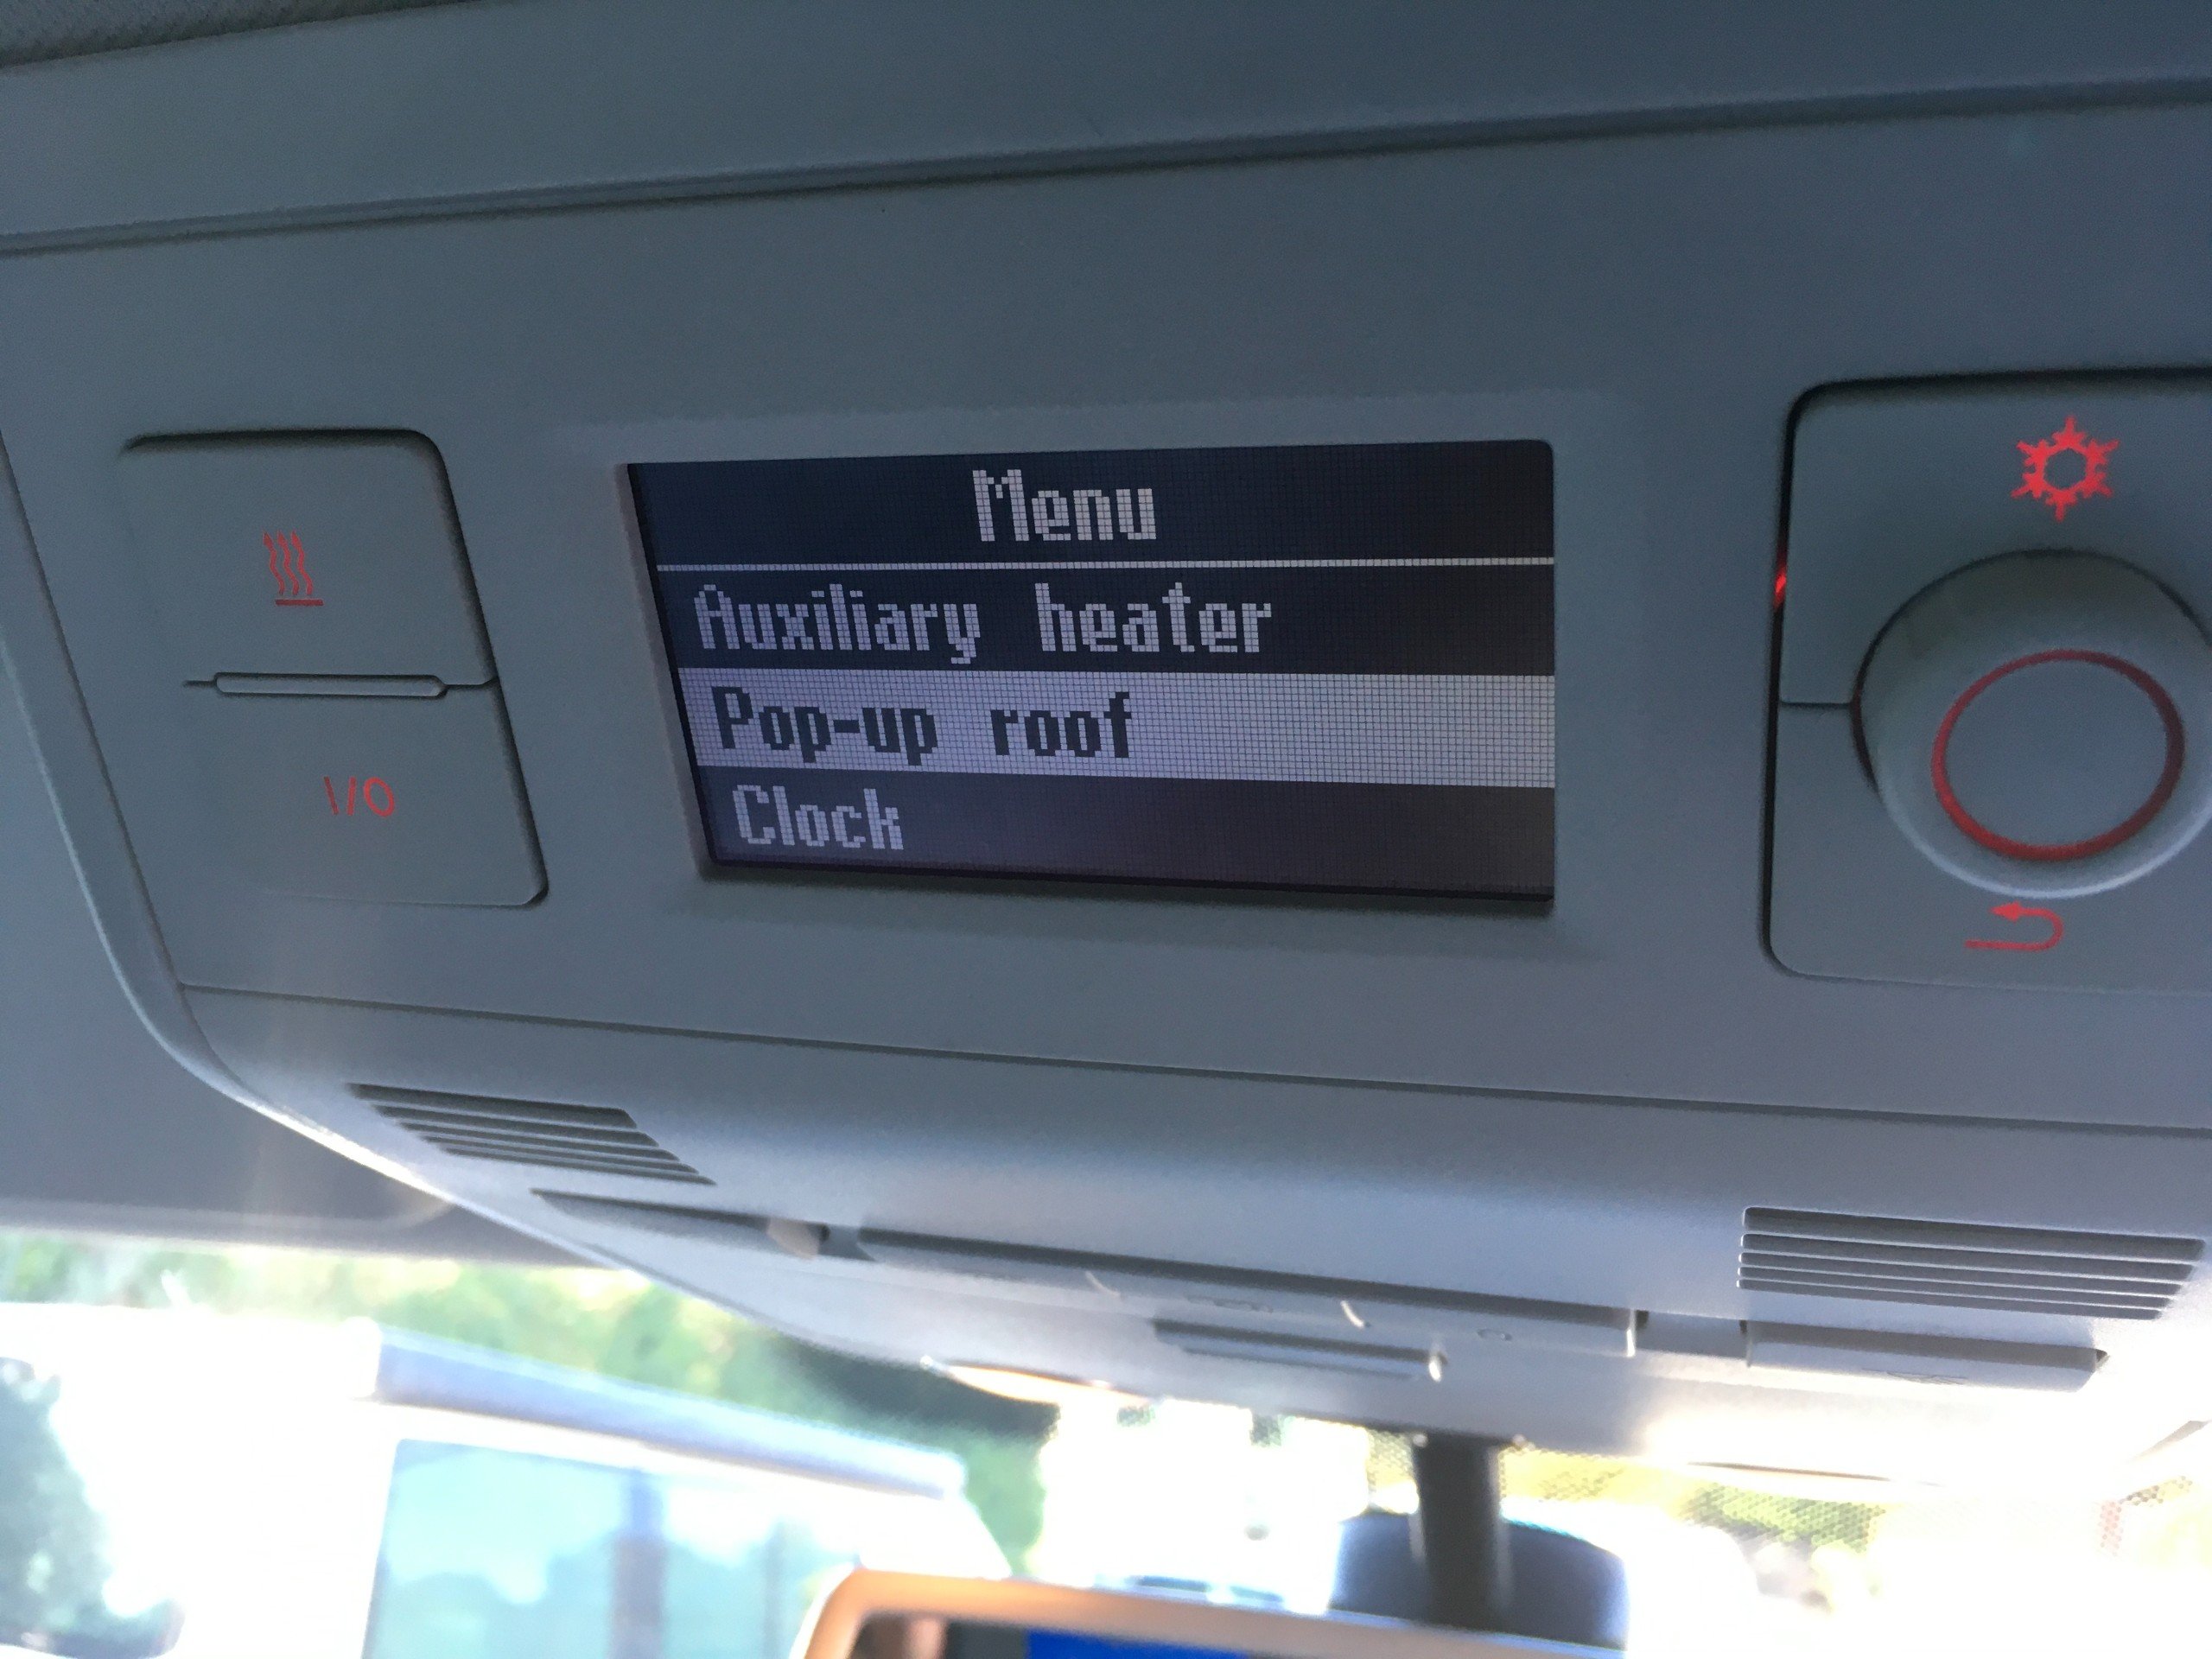 Menu
Auxiliary heater
Pop-up roof
Clock
I/O